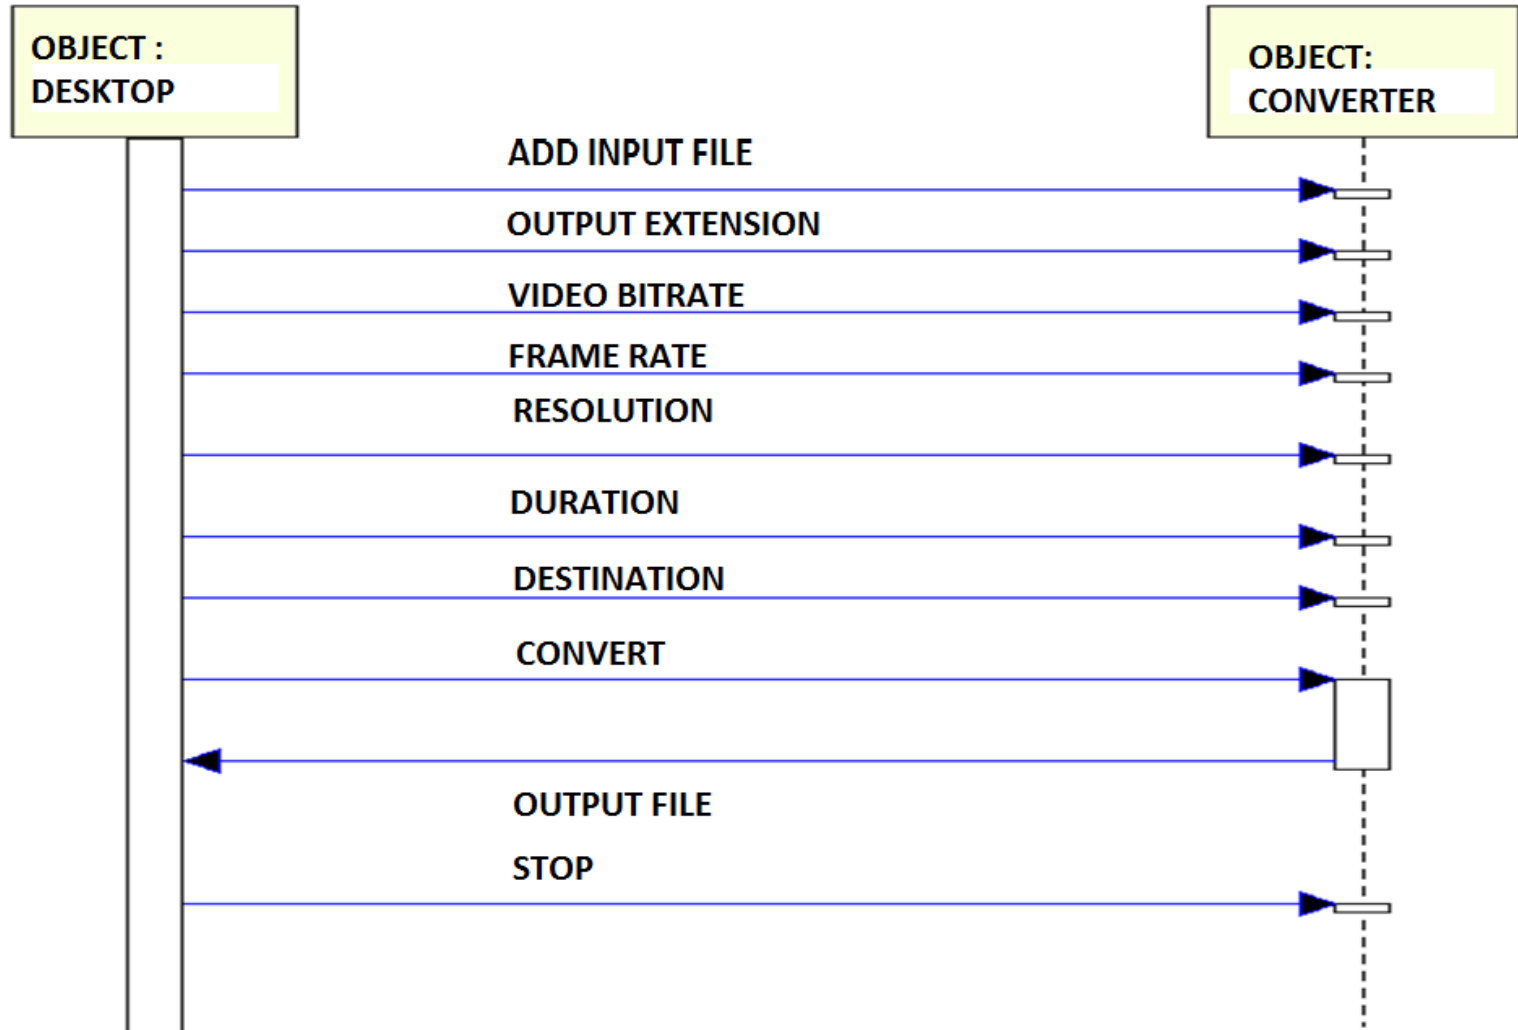 OBJECT :
DESKTOP
OBJECT:
CONVERTER
ADD INPUT FILE
OUTPUT EXTENSION
VIDEO BITRATE
FRAME RATE
RESOLUTION
DURATION
DESTINATION
CONVERT
OUTPUT FILE
STOP